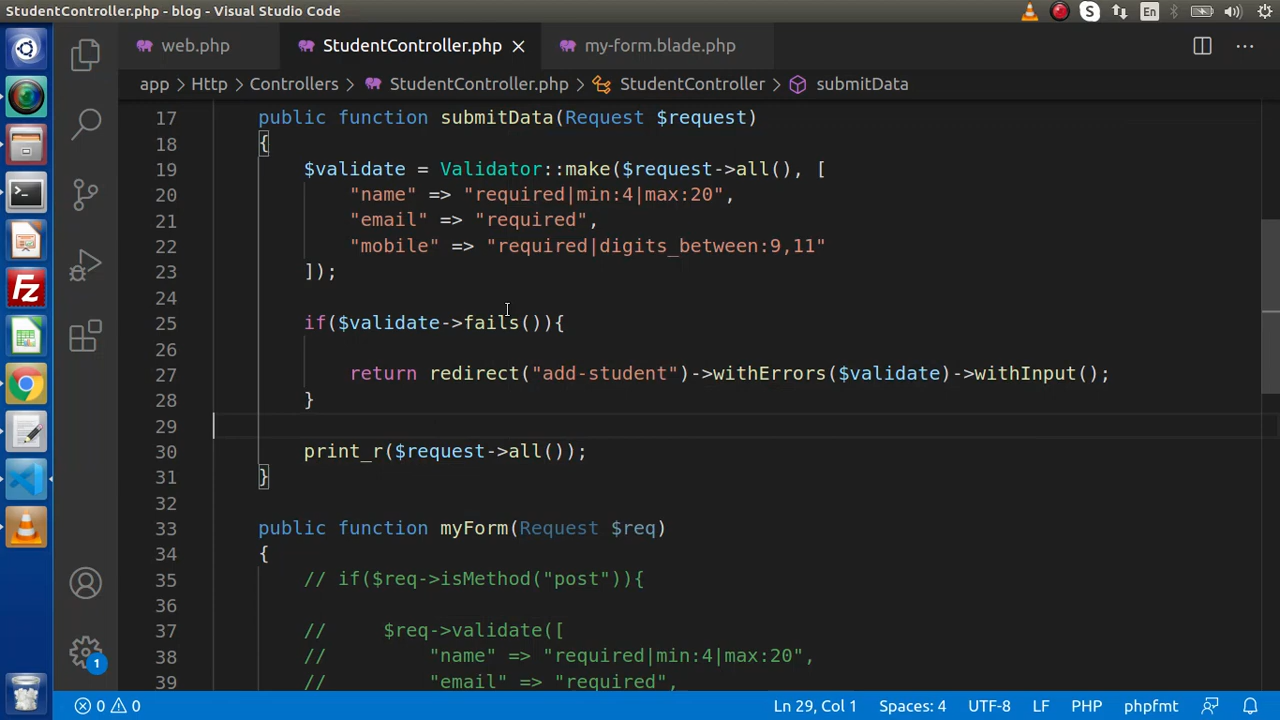 StudentController.php - blog - Visual Studio Code
En
web.php
StudentController.php
my-form.blade.php
app > Http > Controllers > StudentController.php > StudentController > submitData
17 public function submitData(Request $request)
18 {
19 $validate = Validator::make($request->all(), [
20 "name" => "required|min:4|max:20",
21 "email" => "required",
22 "mobile" => "required|digits_between:9,11"
23 ]);
24
25 if($validate->fails()){
26
27 return redirect("add-student")->withErrors($validate)->withInput();
28 }
29
30 print_r($request->all());
31 }
32
33 public function myForm(Request $req)
34 {
35 // if($req->isMethod("post")){
36
37 // $req->validate([
38 // "name" => "required|min:4|max:20",
39 // "email" => "required",
1
0 0
Ln 29, Col 1
Spaces: 4
UTF-8
LF
PHP
phpfmt